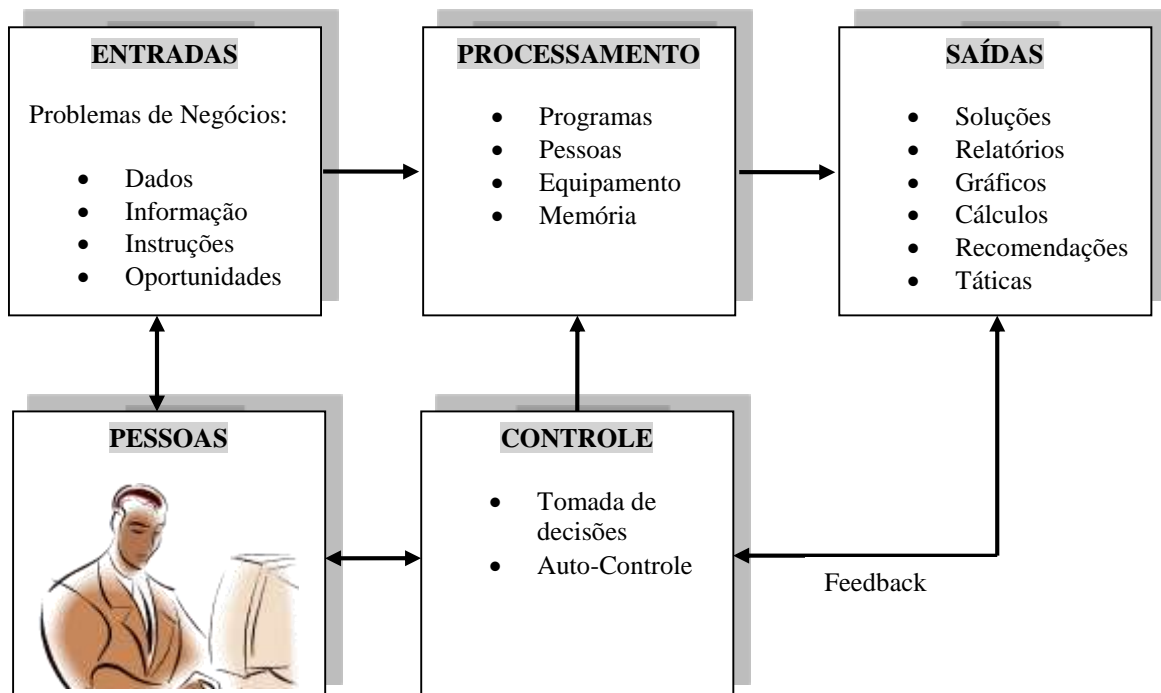 ENTRADAS
Problemas de Negócios:
• Dados
• Informação
• Instruções
• Oportunidades
PROCESSAMENTO
• Programas
• Pessoas
• Equipamento
• Memória
SAÍDAS
• Soluções
• Relatórios
• Gráficos
• Cálculos
• Recomendações
• Táticas
PESSOAS
CONTROLE
• Tomada de
decisões
• Auto-Controle
Feedback